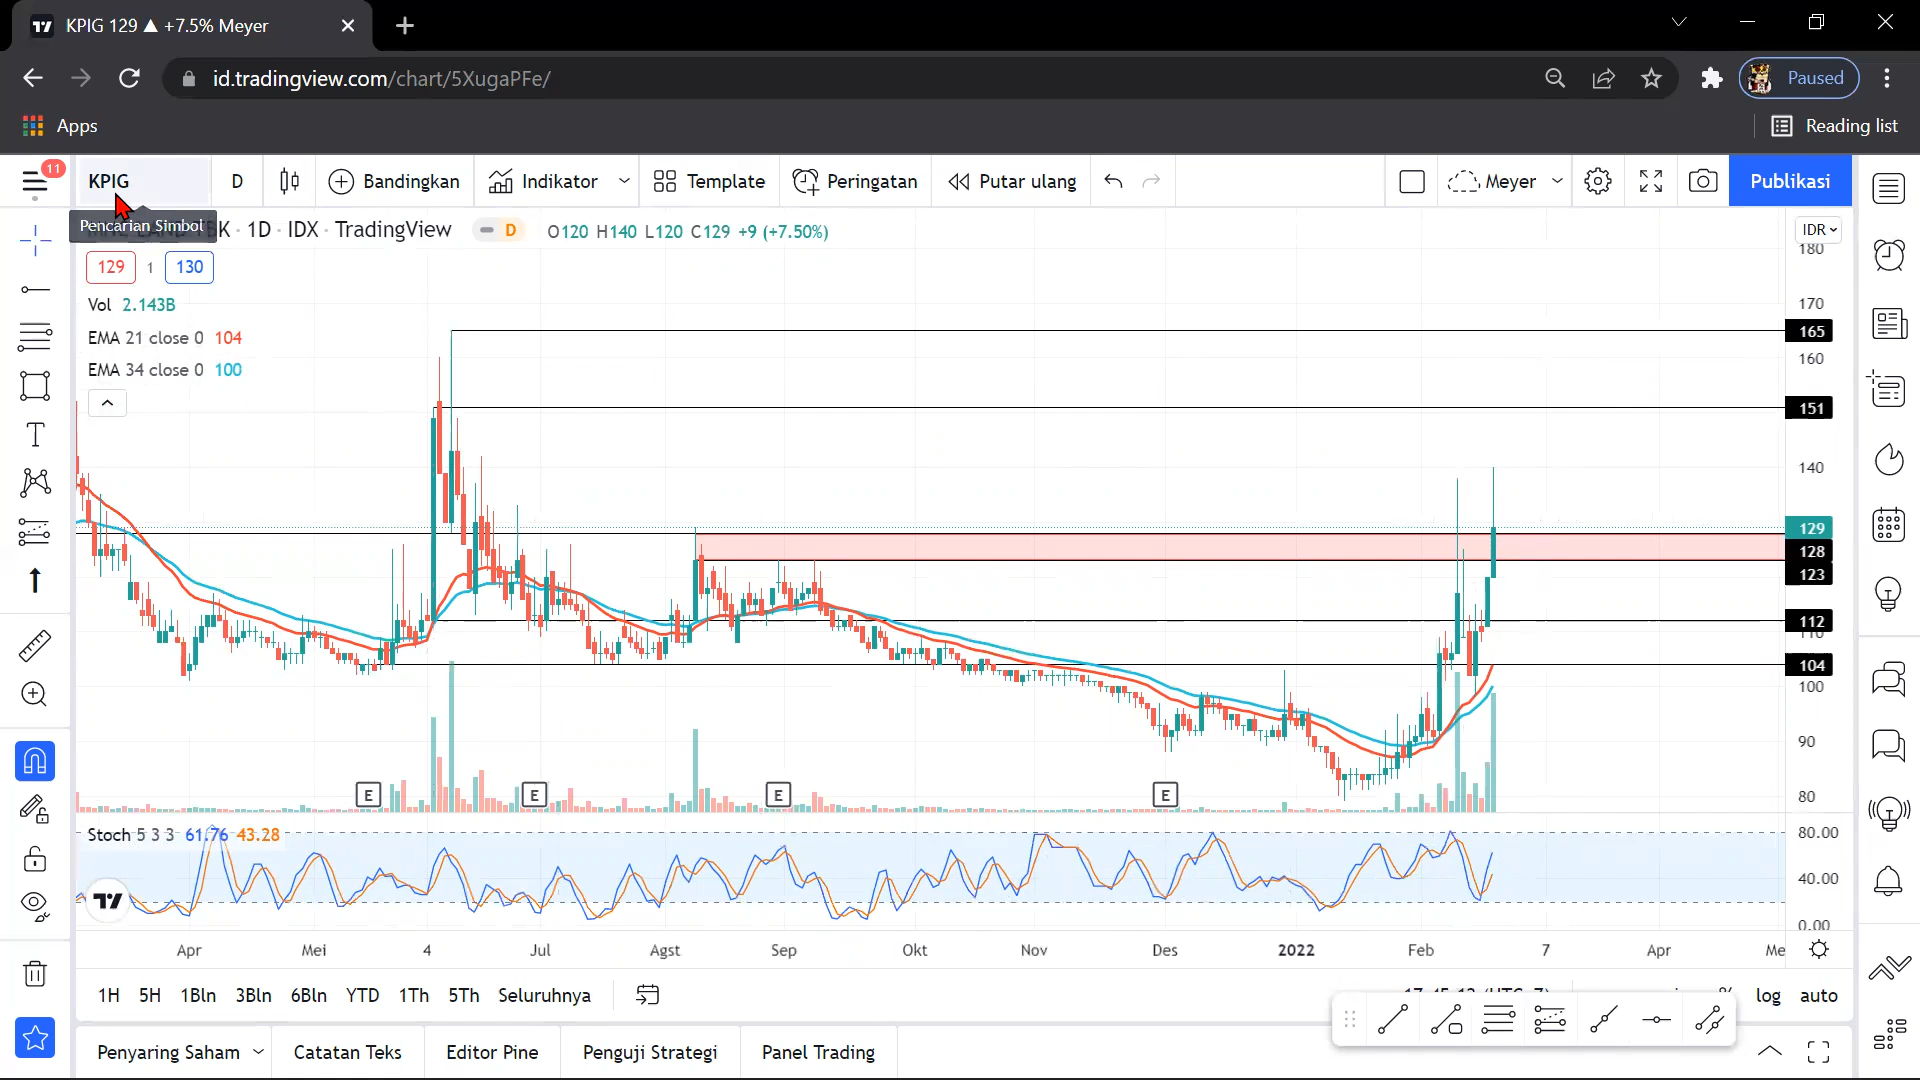 KPIG 129 ▲ +7.5% Meyer
id.tradingview.com/chart/5XugaPFe/
Paused
Apps
Reading list
11
KPIG
D
Bandingkan
Indikator
Template
Peringatan
Putar ulang
Meyer
Publikasi
Pencarian Simbol
BK · 1D · IDX · TradingView
D
O120 H140 L120 C129 +9 (+7.50%)
IDR
129
1
130
Vol 2.143B
EMA 21 close 0 104
EMA 34 close 0 100
180
170
165
160
151
140
129
128
123
112
110
104
100
90
80
E
E
E
E
Stoch 5 3 3 61.76 43.28
80.00
40.00
0.00
Apr
Mei
4
Jul
Agst
Sep
Okt
Nov
Des
2022
Feb
7
Apr
Me
1H
5H
1Bln
3Bln
6Bln
YTD
1Th
5Th
Seluruhnya
log
auto
Penyaring Saham
Catatan Teks
Editor Pine
Penguji Strategi
Panel Trading